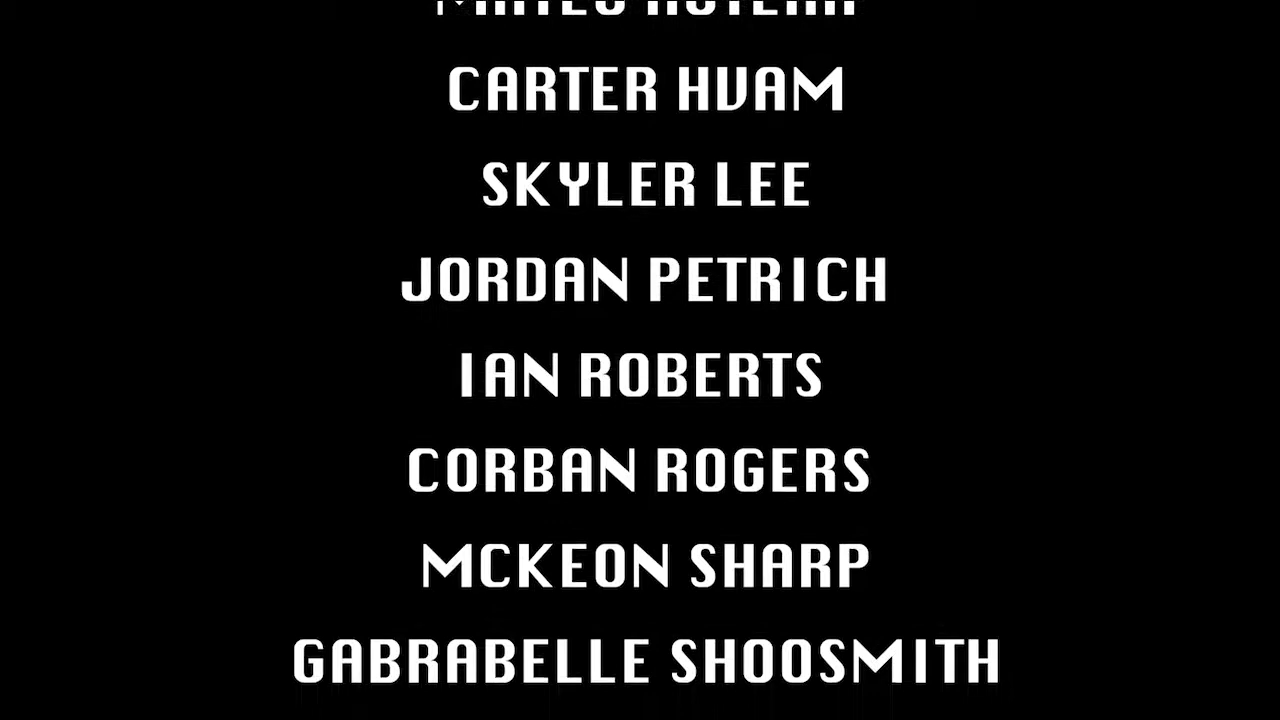 CARTER HVAM
SKYLER LEE
JORDAN PETRICH
IAN ROBERTS
CORBAN ROGERS
MCKEON SHARP
GABRABELLE SHOOSMITH